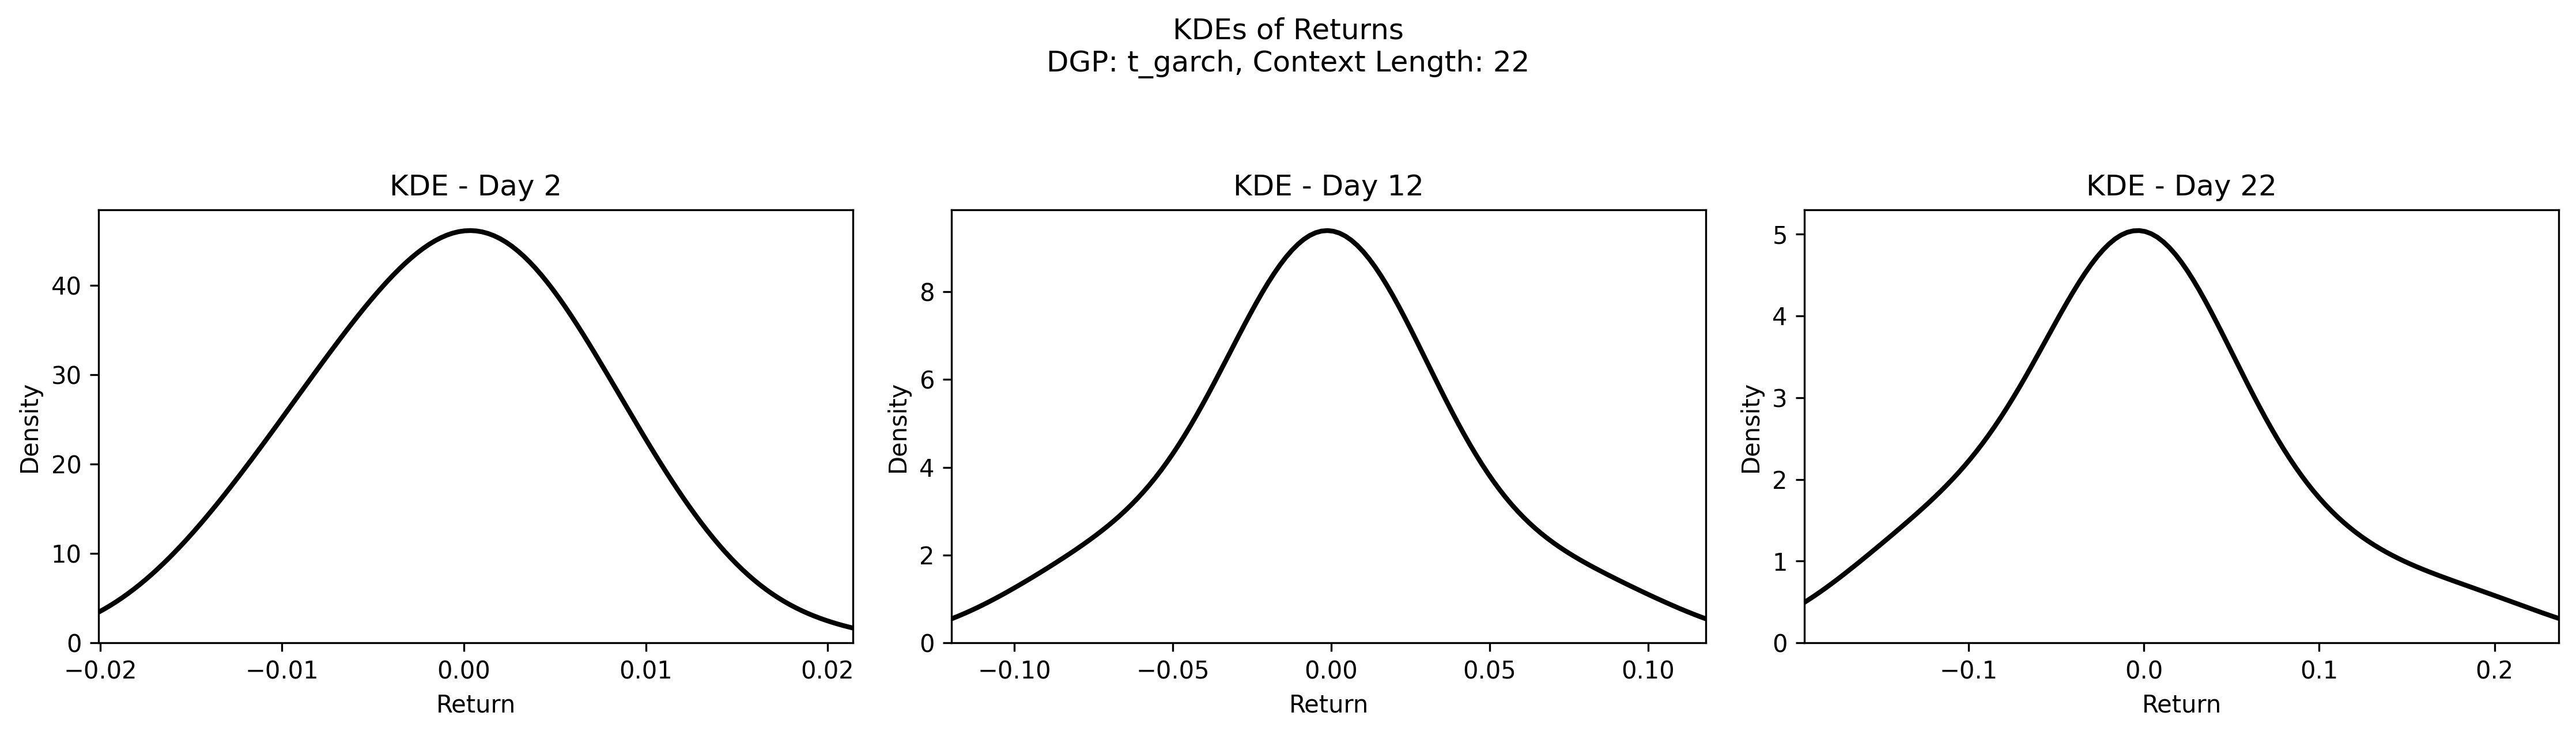 KDEs of Returns
DGP: t_garch, Context Length: 22
KDE - Day 2
Density
40
30
20
10
0
−0.02 −0.01 0.00 0.01 0.02
Return
KDE - Day 12
Density
8
6
4
2
0
−0.10 −0.05 0.00 0.05 0.10
Return
KDE - Day 22
Density
5
4
3
2
1
0
−0.1 0.0 0.1 0.2
Return